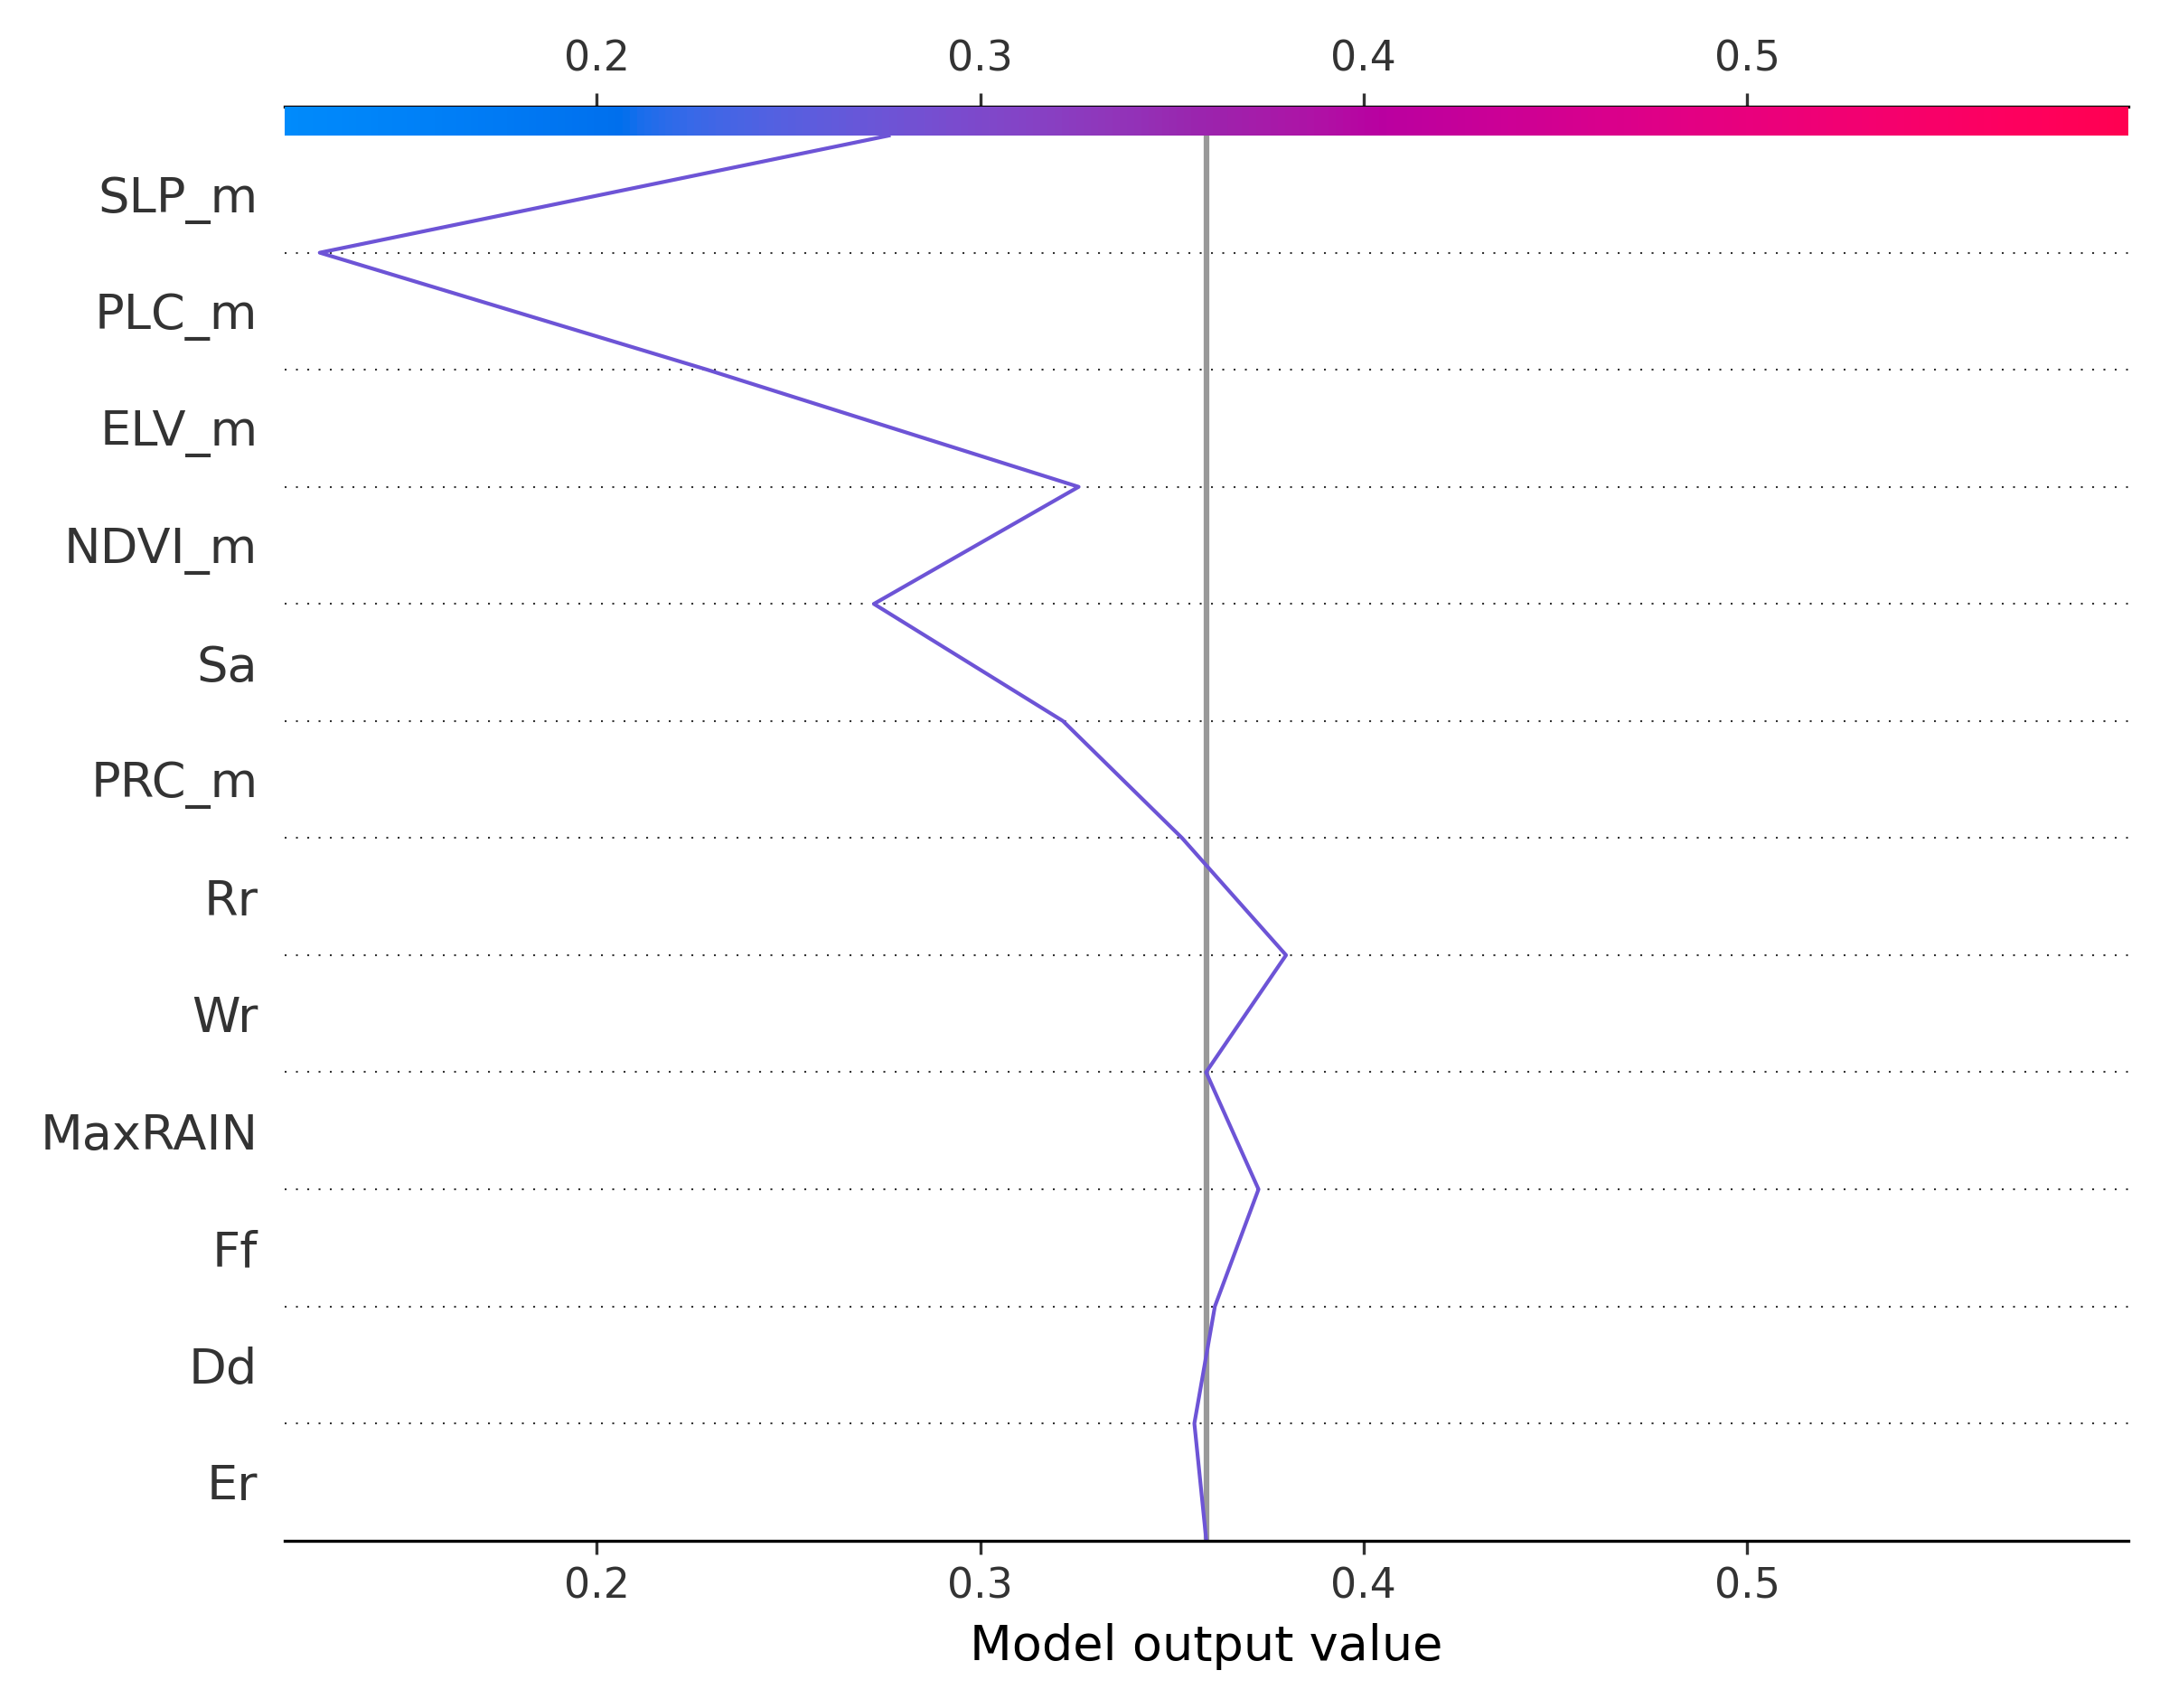 0.2 0.3 0.4 0.5
SLP_m
PLC_m
ELV_m
NDVI_m
Sa
PRC_m
Rr
Wr
MaxRAIN
Ff
Dd
Er
0.2 0.3 0.4 0.5
Model output value